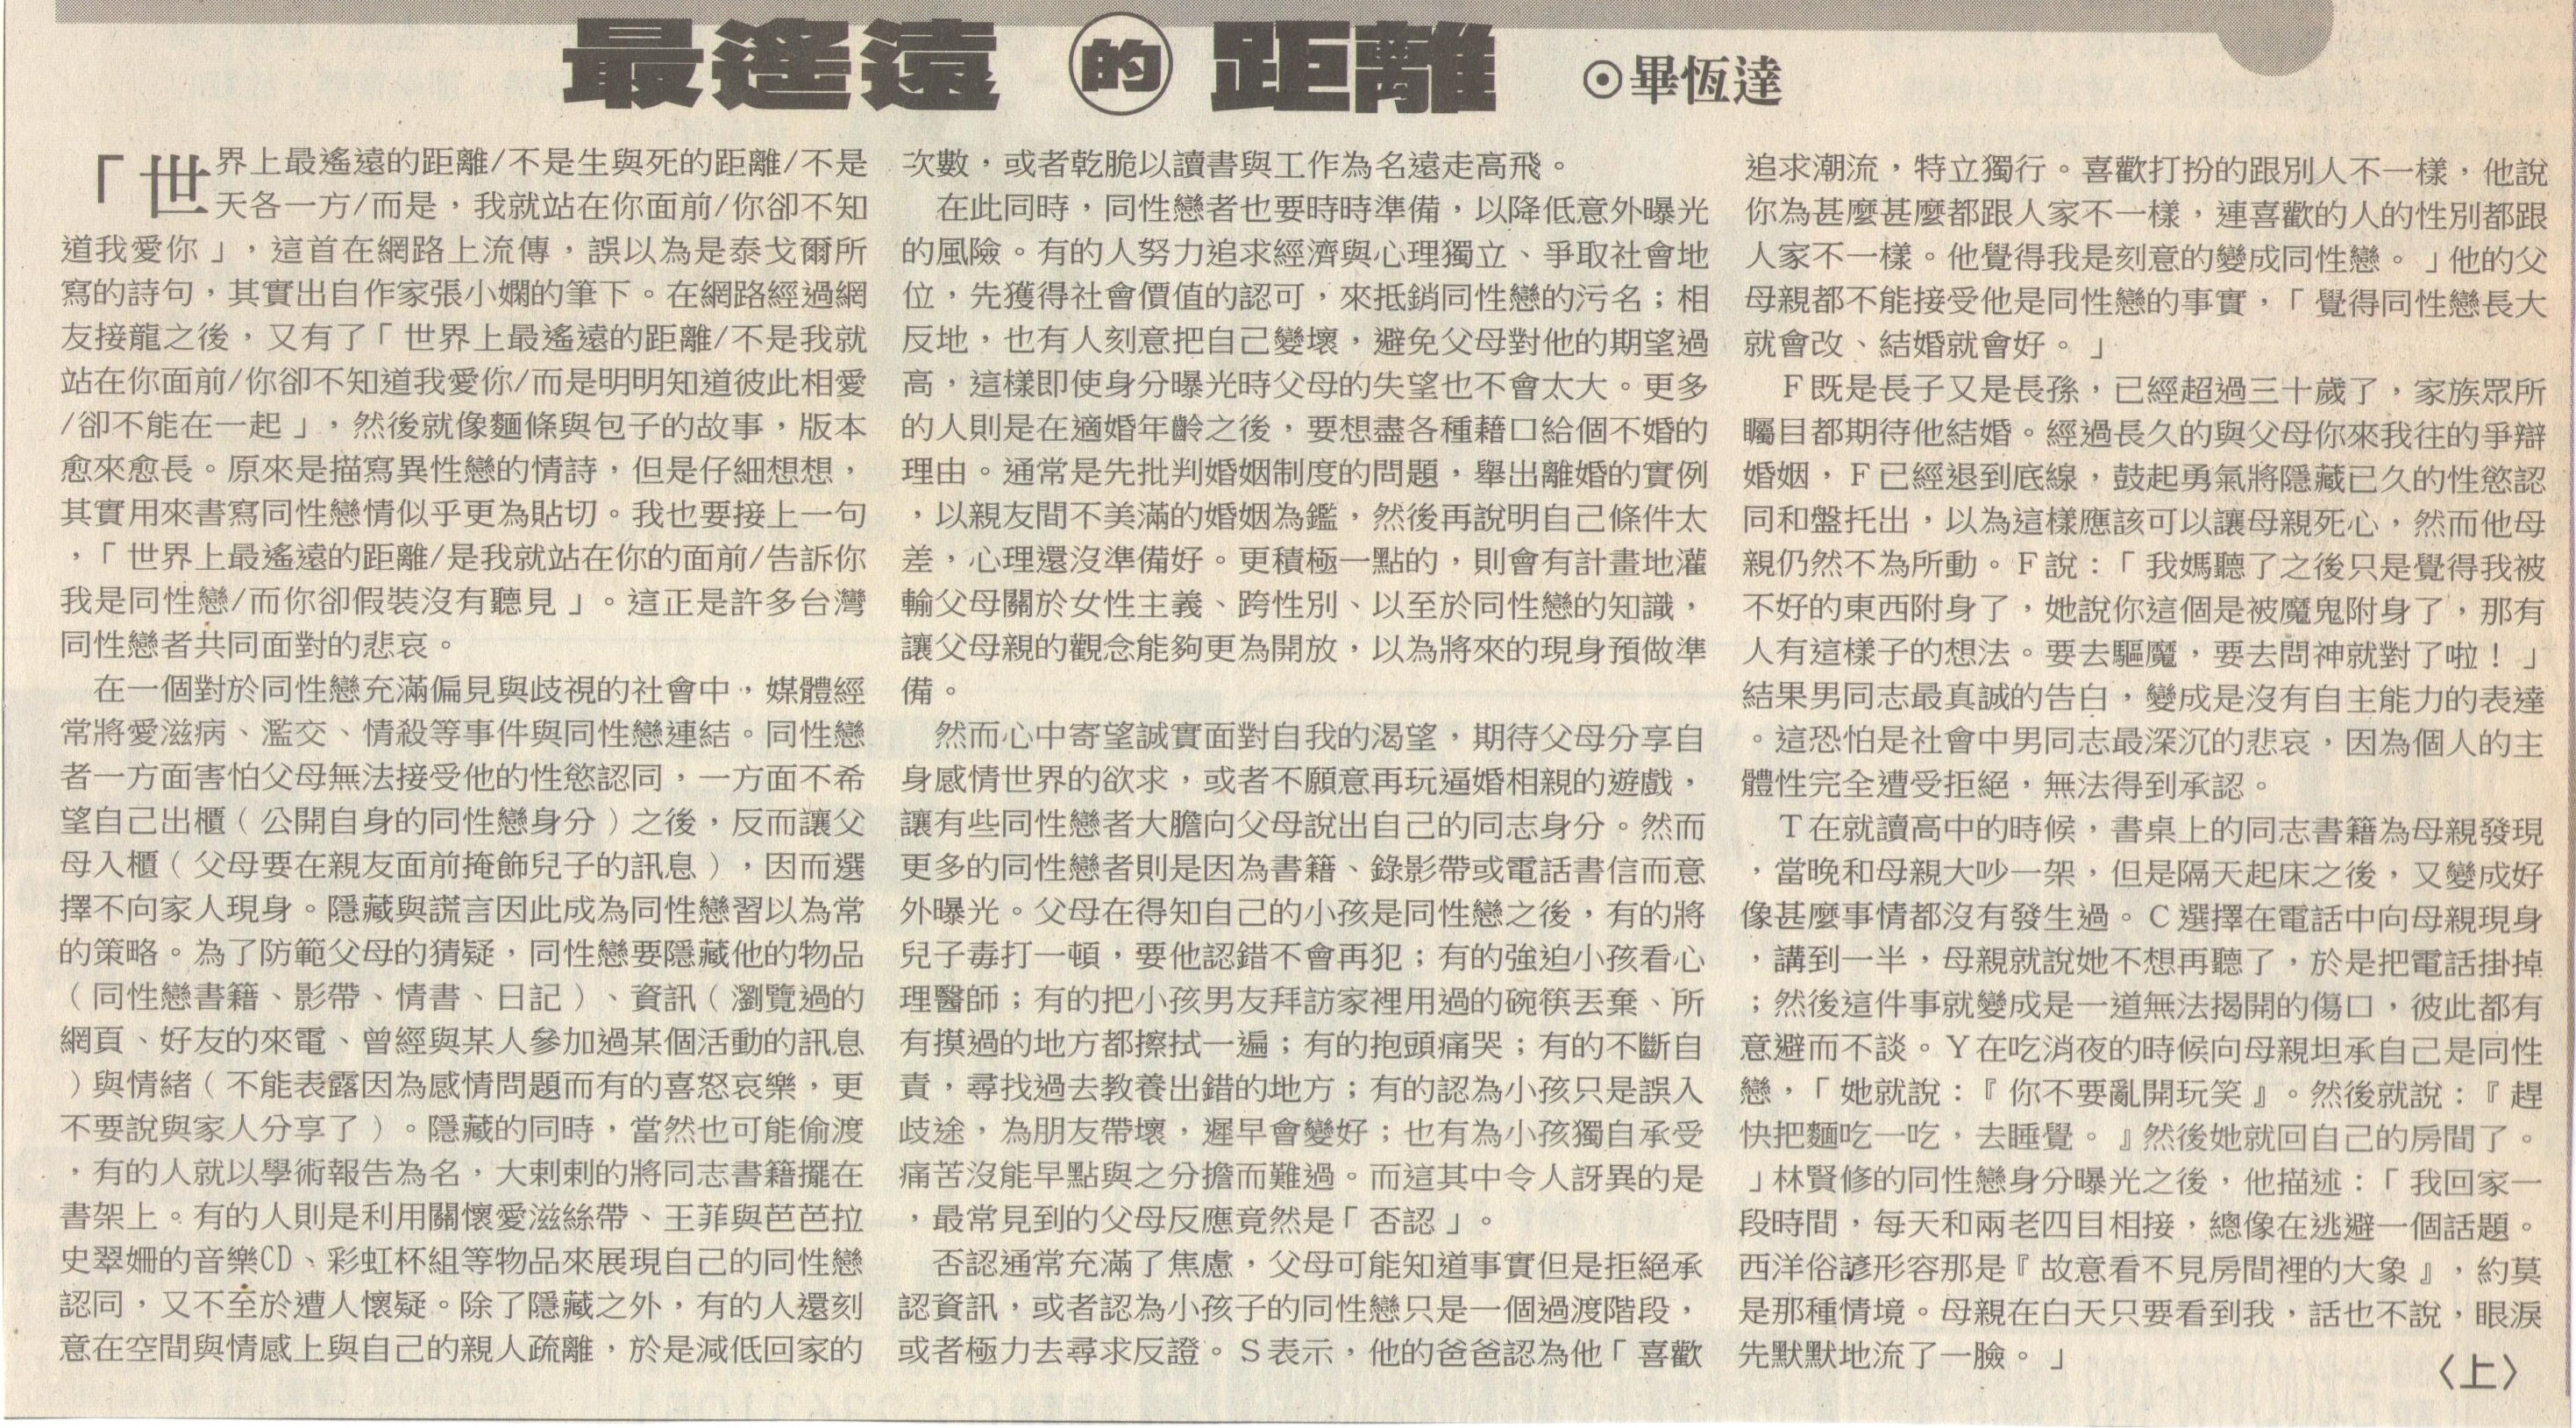 最遙遠的距離 ⊙畢恆達
「世界上最遙遠的距離/不是生與死的距離/不是
天各一方/而是,我就站在你面前/你卻不知
道我愛你」,這首在網路上流傳,誤以為是泰戈爾所
寫的詩句,其實出自作家張小嫻的筆下。在網路經過網
友接龍之後,又有了「世界上最遙遠的距離/不是我就
站在你面前/你卻不知道我愛你/而是明明知道彼此相愛
/卻不能在一起」,然後就像麵條與包子的故事,版本
愈來愈長。原來是描寫異性戀的情詩,但是仔細想想,
其實用來書寫同性戀情似乎更為貼切。我也要接上一句
,「世界上最遙遠的距離/是我就站在你的面前/告訴你
我是同性戀/而你卻假裝沒有聽見」。這正是許多台灣
同性戀者共同面對的悲哀。
在一個對於同性戀充滿偏見與歧視的社會中,媒體經
常將愛滋病、濫交、情殺等事件與同性戀連結。同性戀
者一方面害怕父母無法接受他的性慾認同,一方面不希
望自己出櫃(公開自身的同性戀身分)之後,反而讓父
母入櫃(父母要在親友面前掩飾兒子的訊息),因而選
擇不向家人現身。隱藏與謊言因此成為同性戀習以為常
的策略。為了防範父母的猜疑,同性戀要隱藏他的物品
(同性戀書籍、影帶、情書、日記)、資訊(瀏覽過的
網頁、好友的來電、曾經與某人參加過某個活動的訊息
)與情緒(不能表露因為感情問題而有的喜怒哀樂,更
不要說與家人分享了)。隱藏的同時,當然也可能偷渡
,有的人就以學術報告為名,大剌剌的將同志書籍擺在
書架上。有的人則是利用關懷愛滋絲帶、王菲與芭芭拉
史翠姍的音樂CD、彩虹杯組等物品來展現自己的同性戀
認同,又不至於遭人懷疑。除了隱藏之外,有的人還刻
意在空間與情感上與自己的親人疏離,於是減低回家的
次數,或者乾脆以讀書與工作為名遠走高飛。
在此同時,同性戀者也要時時準備,以降低意外曝光
的風險。有的人努力追求經濟與心理獨立、爭取社會地
位,先獲得社會價值的認可,來抵銷同性戀的污名;相
反地,也有人刻意把自己變壞,避免父母對他的期望過
高,這樣即使身分曝光時父母的失望也不會太大。更多
的人則是在適婚年齡之後,要想盡各種藉口給個不婚的
理由。通常是先批判婚姻制度的問題,舉出離婚的實例
,以親友間不美滿的婚姻為鑑,然後再說明自己條件太
差,心理還沒準備好。更積極一點的,則會有計畫地灌
輸父母關於女性主義、跨性別、以至於同性戀的知識,
讓父母親的觀念能夠更為開放,以為將來的現身預做準
備。
然而心中寄望誠實面對自我的渴望,期待父母分享自
身感情世界的欲求,或者不願意再玩逼婚相親的遊戲,
讓有些同性戀者大膽向父母說出自己的同志身分。然而
更多的同性戀者則是因為書籍、錄影帶或電話書信而意
外曝光。父母在得知自己的小孩是同性戀之後,有的將
兒子毒打一頓,要他認錯不會再犯;有的強迫小孩看心
理醫師;有的把小孩男友拜訪家裡用過的碗筷丟棄、所
有摸過的地方都擦拭一遍;有的抱頭痛哭;有的不斷自
責,尋找過去教養出錯的地方;有的認為小孩只是誤入
歧途,為朋友帶壞,遲早會變好;也有為小孩獨自承受
痛苦沒能早點與之分擔而難過。而這其中令人訝異的是
,最常見到的父母反應竟然是「否認」。
否認通常充滿了焦慮,父母可能知道事實但是拒絕承
認資訊,或者認為小孩子的同性戀只是一個過渡階段,
或者極力去尋求反證。S表示,他的爸爸認為他「喜歡
追求潮流,特立獨行。喜歡打扮的跟別人不一樣,他說
你為甚麼甚麼都跟人家不一樣,連喜歡的人的性別都跟
人家不一樣。他覺得我是刻意的變成同性戀。」他的父
母親都不能接受他是同性戀的事實,「覺得同性戀長大
就會改、結婚就會好。」
F既是長子又是長孫,已經超過三十歲了,家族眾所
矚目都期待他結婚。經過長久的與父母你來我往的爭辯
婚姻,F已經退到底線,鼓起勇氣將隱藏已久的性慾認
同和盤托出,以為這樣應該可以讓母親死心,然而他母
親仍然不為所動。F說:「我媽聽了之後只是覺得我被
不好的東西附身了,她說你這個是被魔鬼附身了,那有
人有這樣子的想法。要去驅魔,要去問神就對了啦!」
結果男同志最真誠的告白,變成是沒有自主能力的表達
。這恐怕是社會中男同志最深沉的悲哀,因為個人的主
體性完全遭受拒絕,無法得到承認。
T在就讀高中的時候,書桌上的同志書籍為母親發現
,當晚和母親大吵一架,但是隔天起床之後,又變成好
像甚麼事情都沒有發生過。C選擇在電話中向母親現身
,講到一半,母親就說她不想再聽了,於是把電話掛掉
;然後這件事就變成是一道無法揭開的傷口,彼此都有
意避而不談。Y在吃消夜的時候向母親坦承自己是同性
戀,「她就說:『你不要亂開玩笑』。然後就說:『趕
快把麵吃一吃,去睡覺。』然後她就回自己的房間了。
」林賢修的同性戀身分曝光之後,他描述:「我回家一
段時間,每天和兩老四目相接,總像在逃避一個話題。
西洋俗諺形容那是『故意看不見房間裡的大象』,約莫
是那種情境。母親在白天只要看到我,話也不說,眼淚
先默默地流了一臉。」
〈上〉